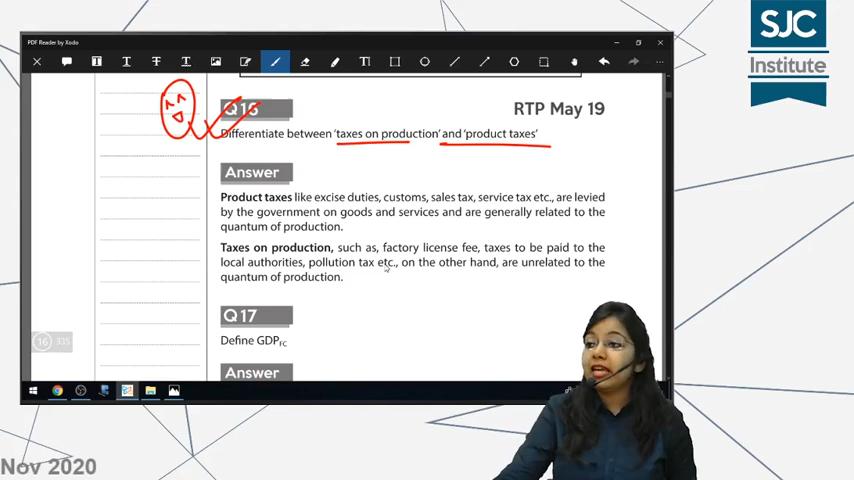 PDF Reader by Xodo
SJC
Institute
Q16
RTP May 19
Differentiate between ‘taxes on production’ and ‘product taxes’
Answer
Product taxes like excise duties, customs, sales tax, service tax etc., are levied
by the government on goods and services and are generally related to the
quantum of production.
Taxes on production, such as, factory license fee, taxes to be paid to the
local authorities, pollution tax etc., on the other hand, are unrelated to the
quantum of production.
16 335
Q17
Define GDPFC
Answer
Nov 2020